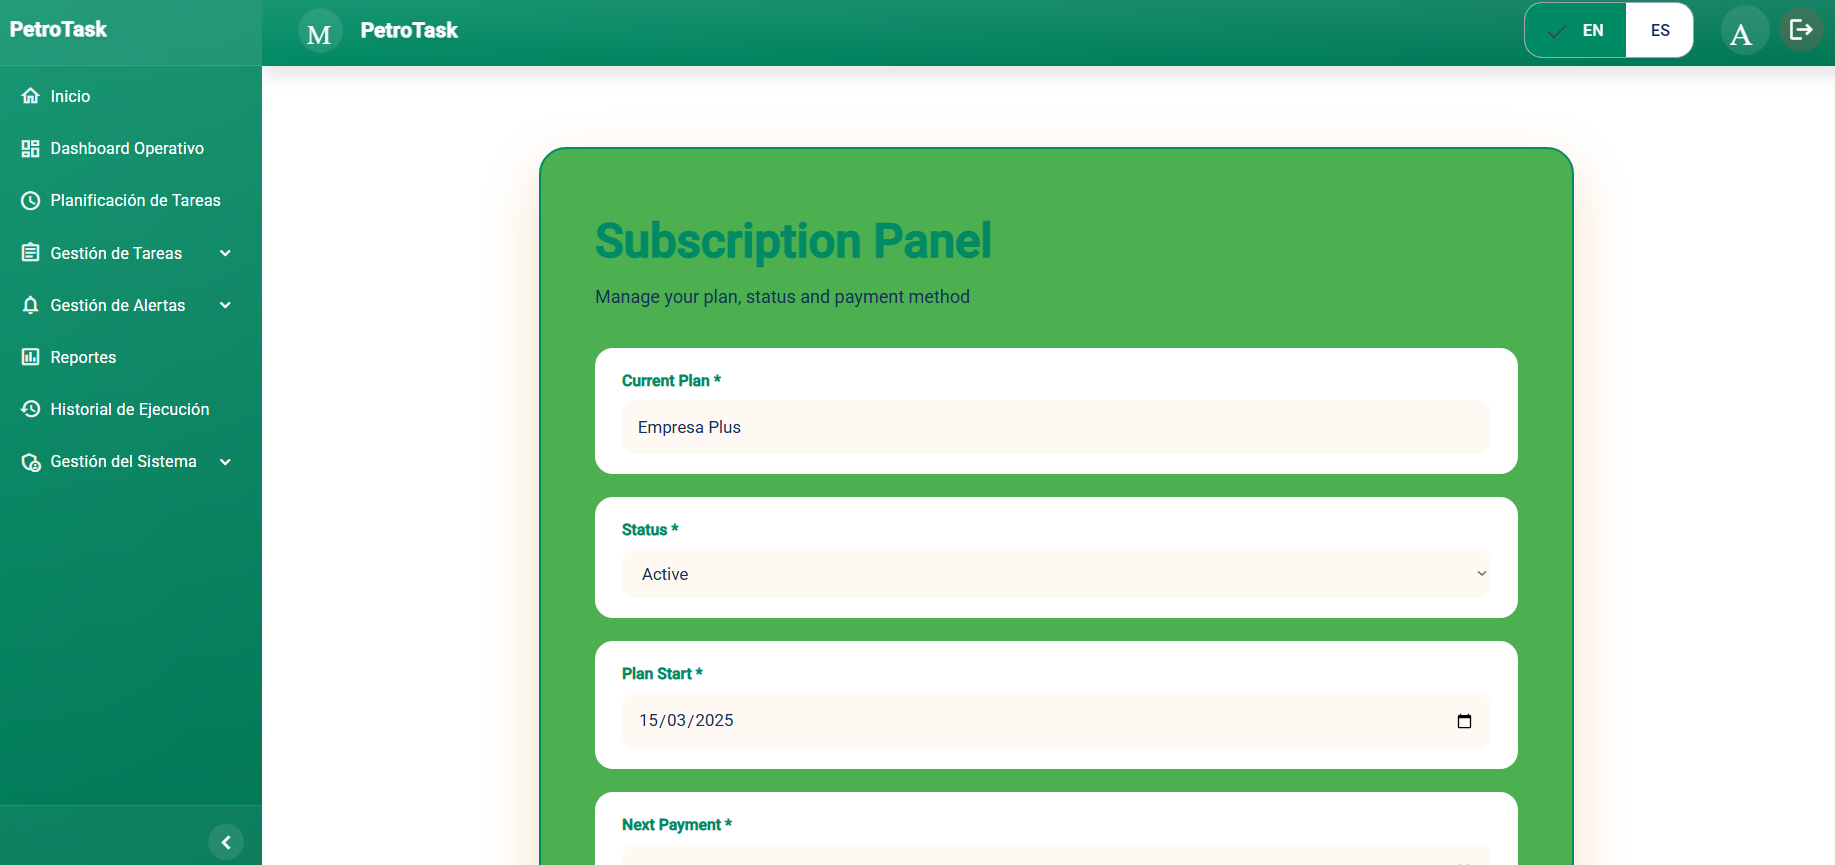 PetroTask
M
PetroTask
EN
ES
A
Inicio
Dashboard Operativo
Planificación de Tareas
Gestión de Tareas
Gestión de Alertas
Reportes
Historial de Ejecución
Gestión del Sistema
Subscription Panel
Manage your plan, status and payment method
Current Plan *
Empresa Plus
Status *
Active
Plan Start *
15/03/2025
Next Payment *